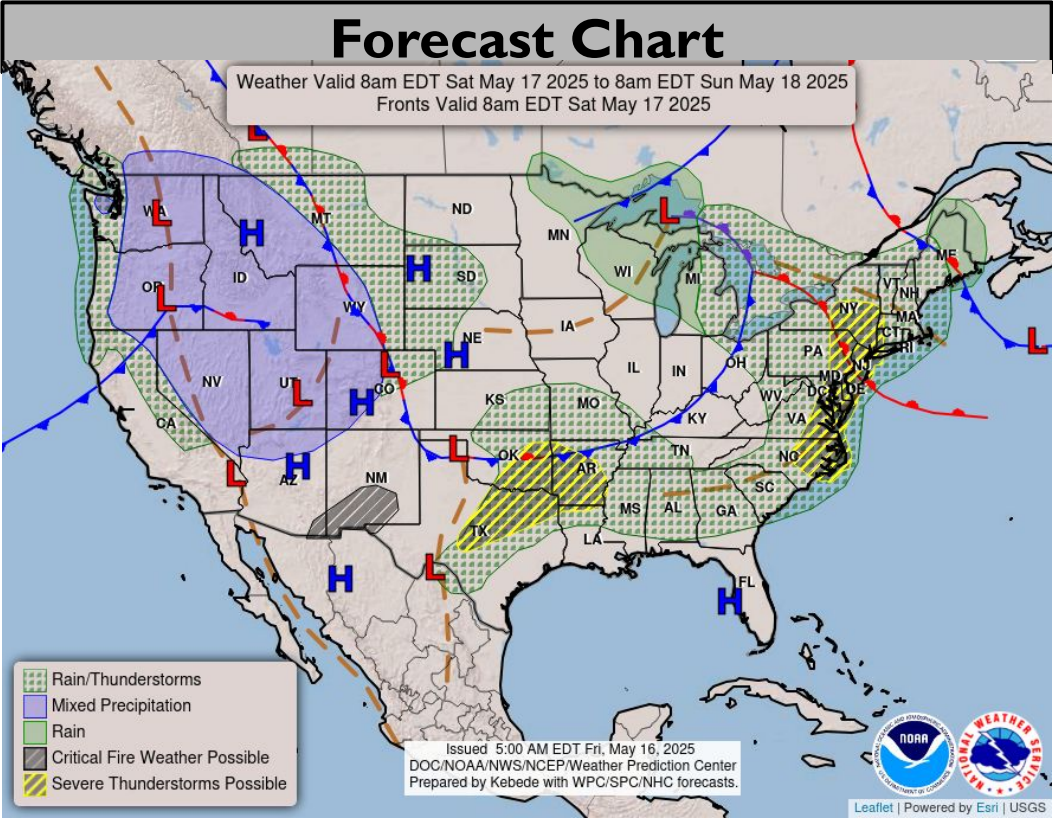 Forecast Chart
Weather Valid 8am EDT Sat May 17 2025 to 8am EDT Sun May 18 2025
Fronts Valid 8am EDT Sat May 17 2025
L
WA L H MT ND MN L ME
OR L ID H SD WI MI VT NH
WY NY MA
NE IA CT RI L
H PA NJ
NV UT L H L CO IL IN OH MD DE
DC
CA KS MO WV VA
KY
L H AZ NM L OK AR TN NC
SC
TX MS AL GA
LA
H L H FL
Rain/Thunderstorms
Mixed Precipitation
Rain
Critical Fire Weather Possible
Severe Thunderstorms Possible
Issued 5:00 AM EDT Fri, May 16, 2025
DOC/NOAA/NWS/NCEP/Weather Prediction Center
Prepared by Kebede with WPC/SPC/NHC forecasts.
NOAA
NATIONAL WEATHER SERVICE
Leaflet | Powered by Esri | USGS